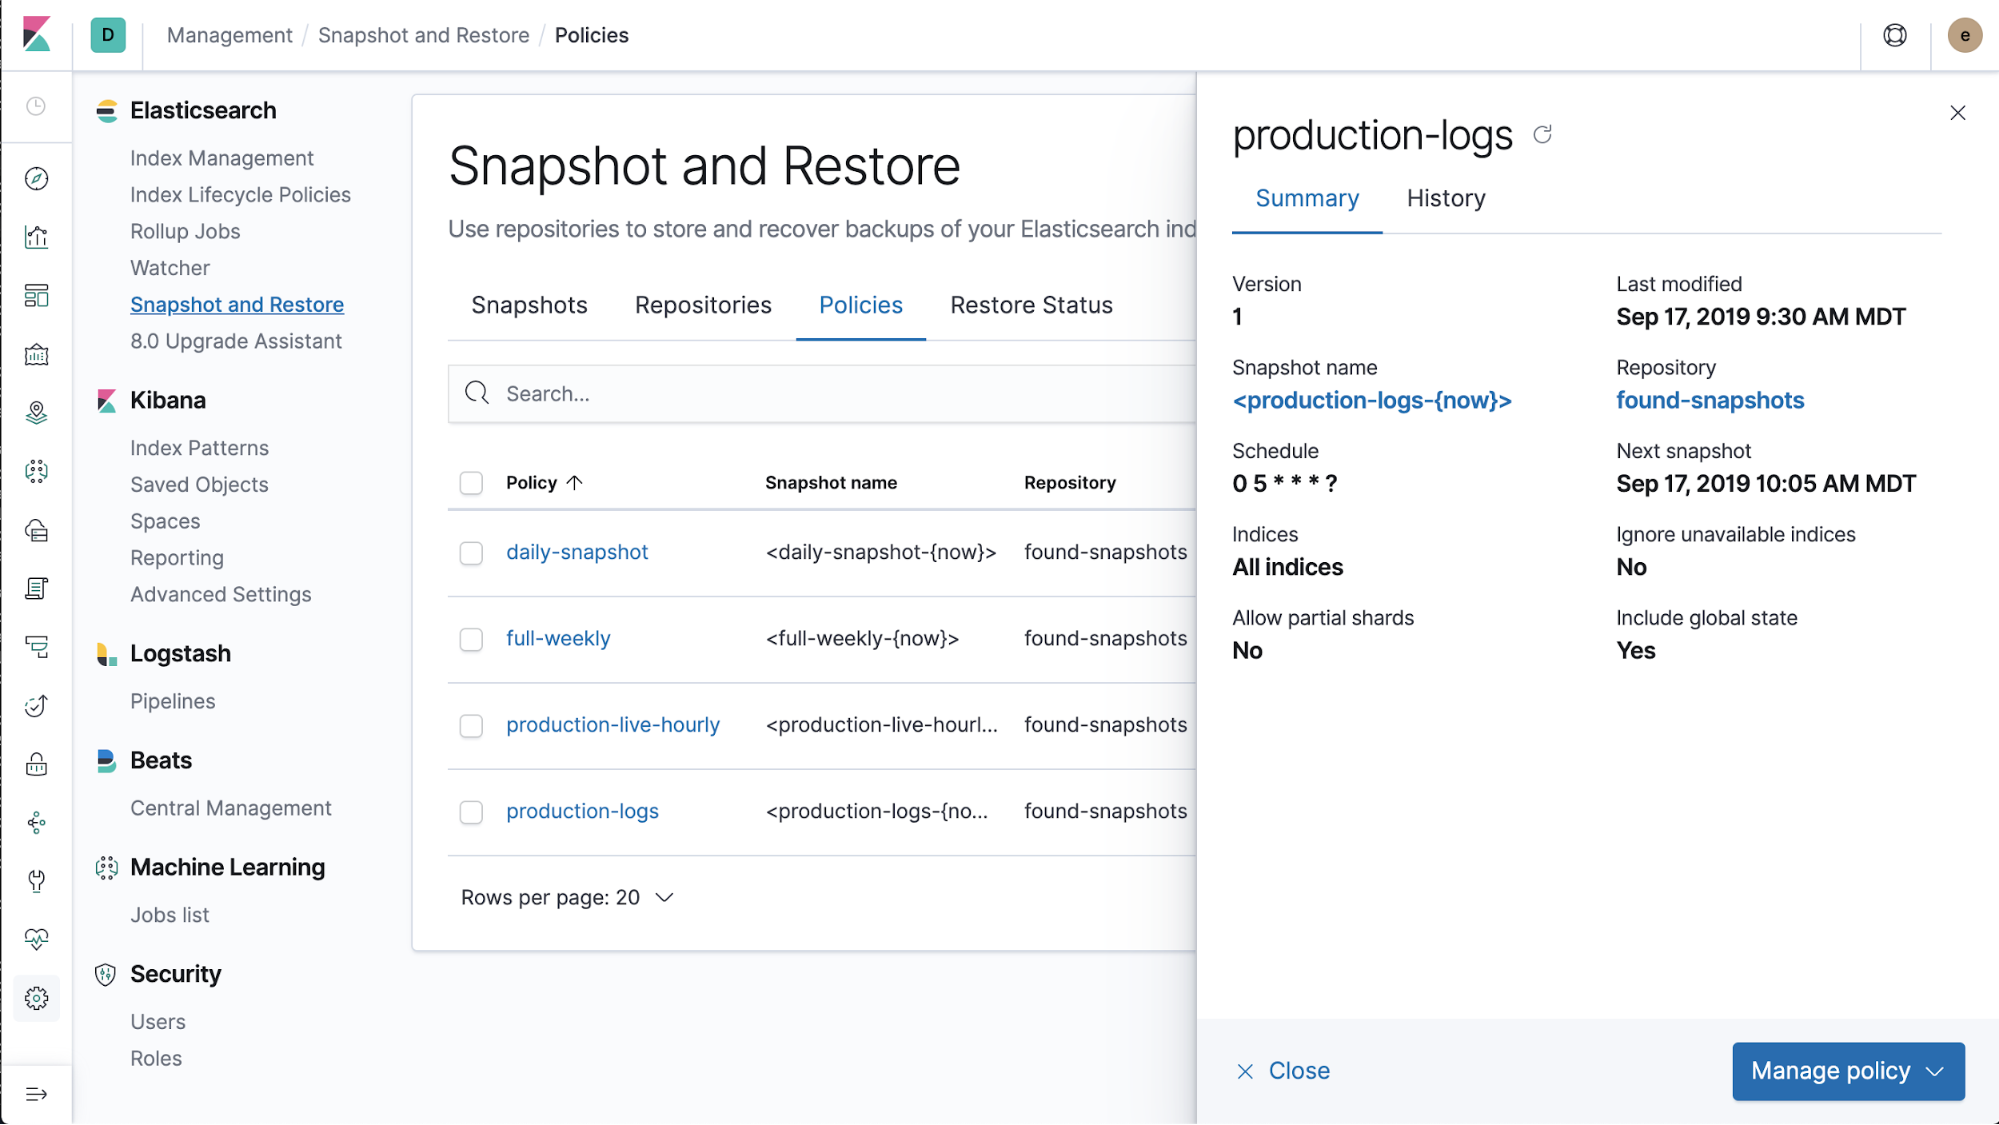 D
Management / Snapshot and Restore / Policies
e
Elasticsearch
Index Management
Index Lifecycle Policies
Rollup Jobs
Watcher
Snapshot and Restore
8.0 Upgrade Assistant
Kibana
Index Patterns
Saved Objects
Spaces
Reporting
Advanced Settings
Logstash
Pipelines
Beats
Central Management
Machine Learning
Jobs list
Security
Users
Roles
Snapshot and Restore
Use repositories to store and recover backups of your Elasticsearch ind
Snapshots Repositories Policies Restore Status
Search...
Policy ↑ Snapshot name Repository
daily-snapshot <daily-snapshot-{now}> found-snapshots
full-weekly <full-weekly-{now}> found-snapshots
production-live-hourly <production-live-hourl... found-snapshots
production-logs <production-logs-{no... found-snapshots
Rows per page: 20
production-logs
Summary History
Version
1
Last modified
Sep 17, 2019 9:30 AM MDT
Snapshot name
<production-logs-{now}>
Repository
found-snapshots
Schedule
0 5 * * * ?
Next snapshot
Sep 17, 2019 10:05 AM MDT
Indices
All indices
Ignore unavailable indices
No
Allow partial shards
No
Include global state
Yes
Close
Manage policy